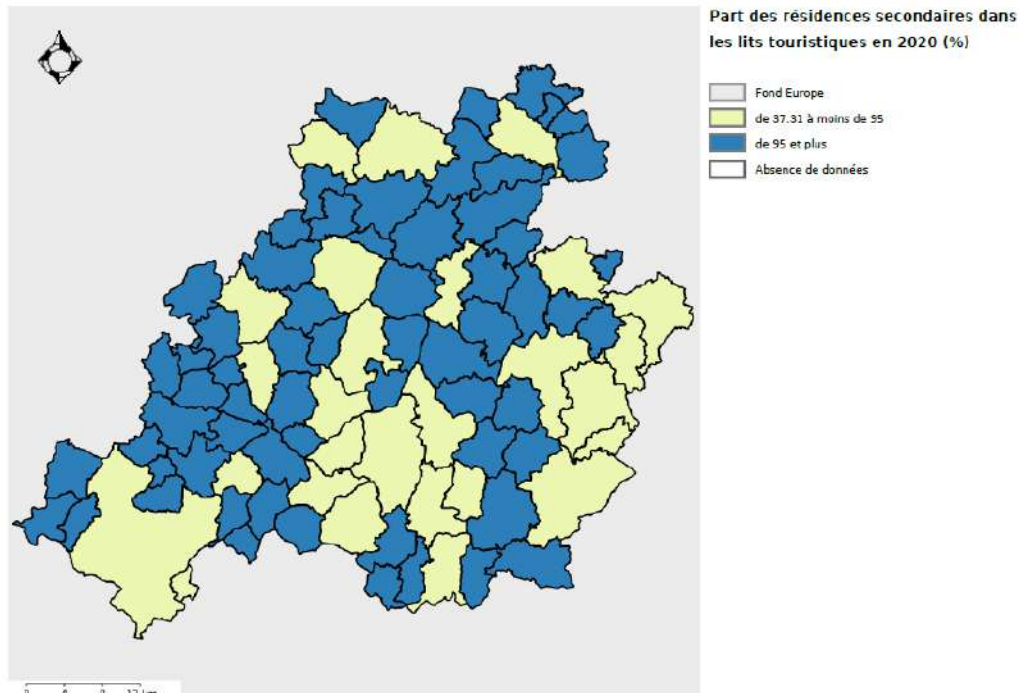 Part des résidences secondaires dans
les lits touristiques en 2020 (%)
Fond Europe
de 37.31 à moins de 95
de 95 et plus
Absence de données